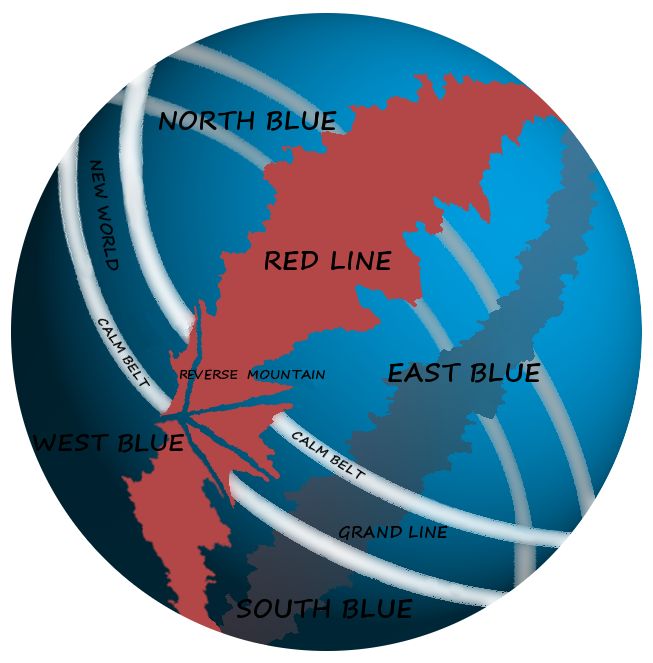 NORTH BLUE
NEW WORLD
RED LINE
CALM BELT
REVERSE MOUNTAIN
EAST BLUE
WEST BLUE
CALM BELT
GRAND LINE
SOUTH BLUE